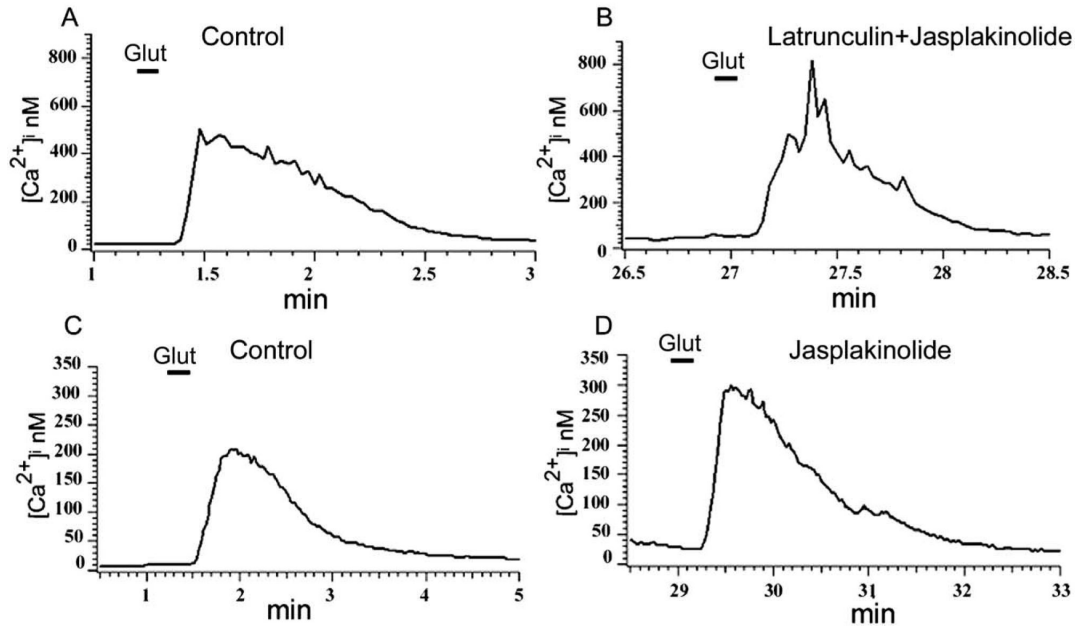 A
Control
Glut
[Ca2+]i nM
800
600
400
200
0
1
1.5
2
2.5
3
min
B
Latrunculin+Jasplakinolide
Glut
[Ca2+]i nM
800
600
400
200
0
26.5
27
27.5
28
28.5
min
C
Control
Glut
[Ca2+]i nM
350
300
250
200
150
100
50
0
1
2
3
4
5
min
D
Jasplakinolide
Glut
[Ca2+]i nM
350
300
250
200
150
100
50
0
29
30
31
32
33
min